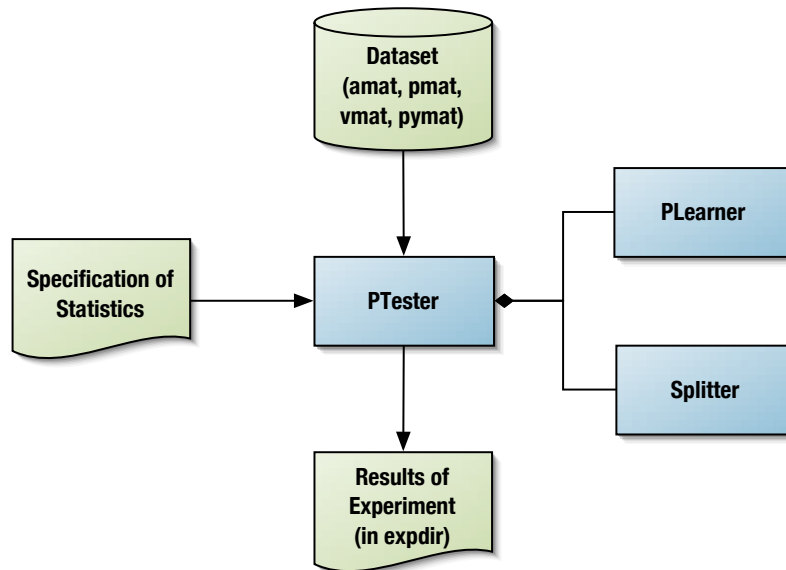 Dataset
(amat, pmat,
vmat, pymat)
PLearner
Specification of
Statistics
PTester
Splitter
Results of
Experiment
(in expdir)